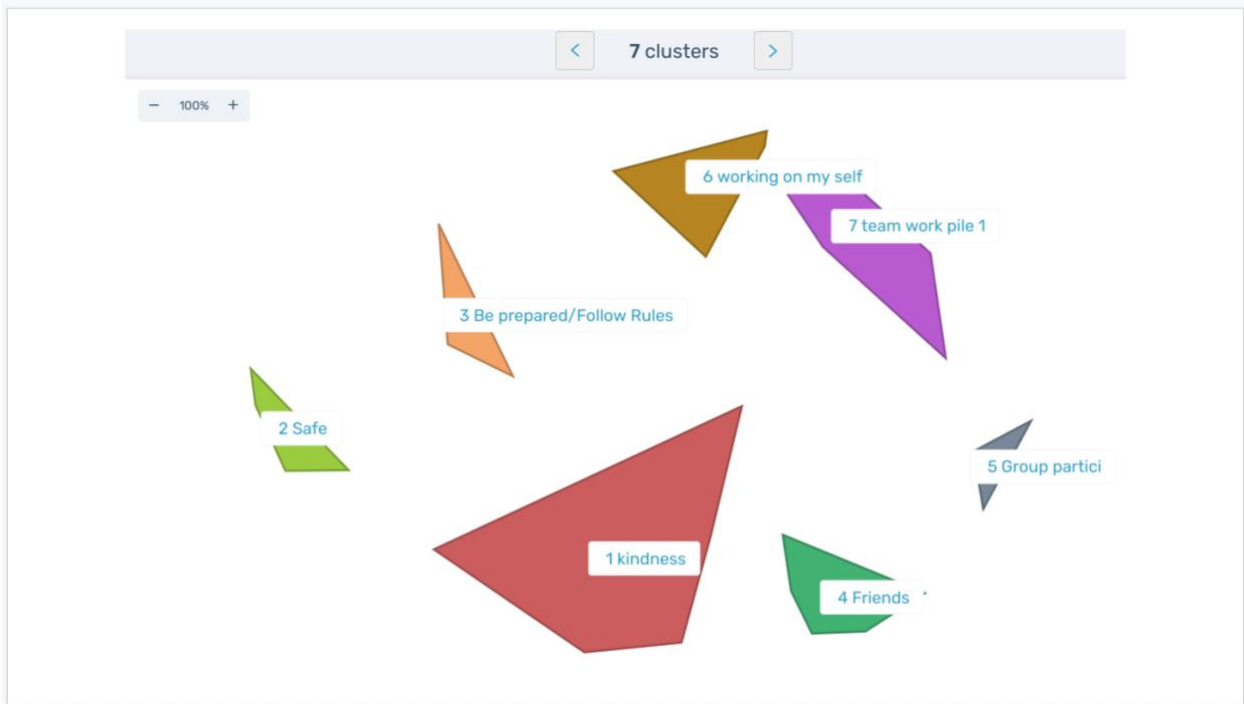 < 7 clusters >
− 100% +
6 working on my self
7 team work pile 1
3 Be prepared/Follow Rules
2 Safe
5 Group partici
1 kindness
4 Friends